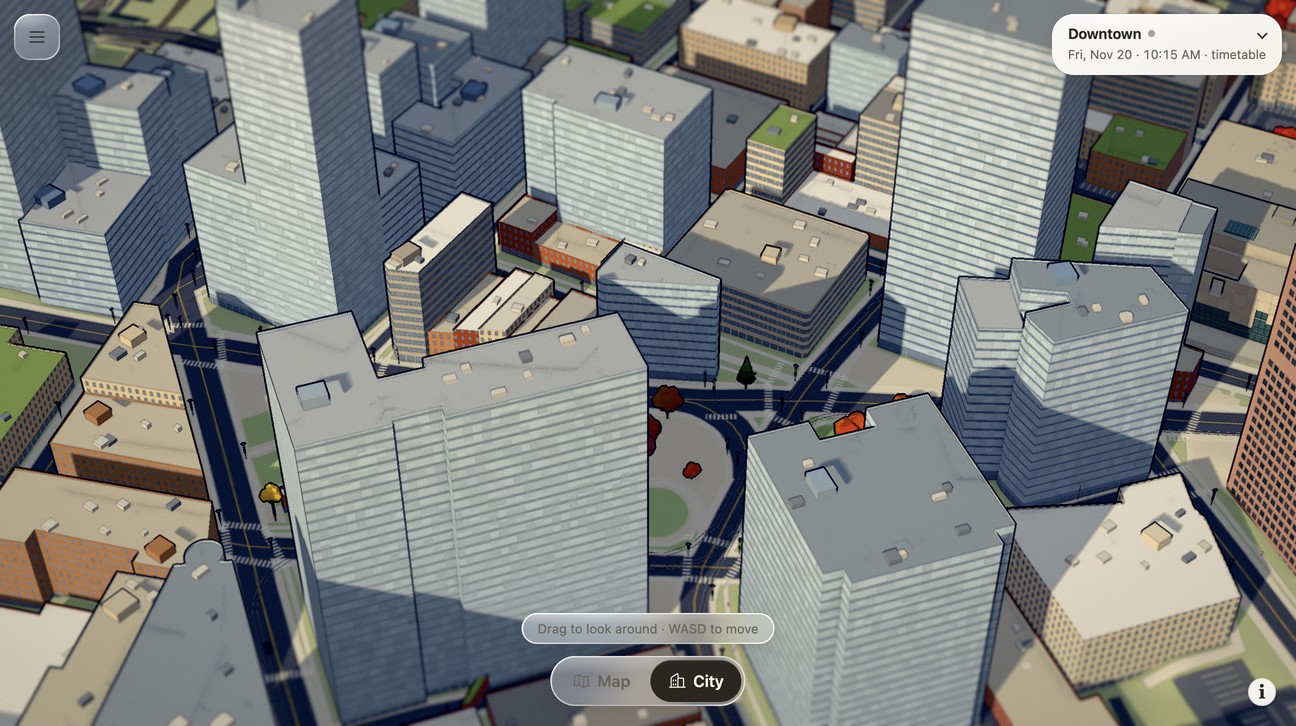 Downtown
Fri, Nov 20 · 10:15 AM · timetable
Drag to look around · WASD to move
Map
City
i